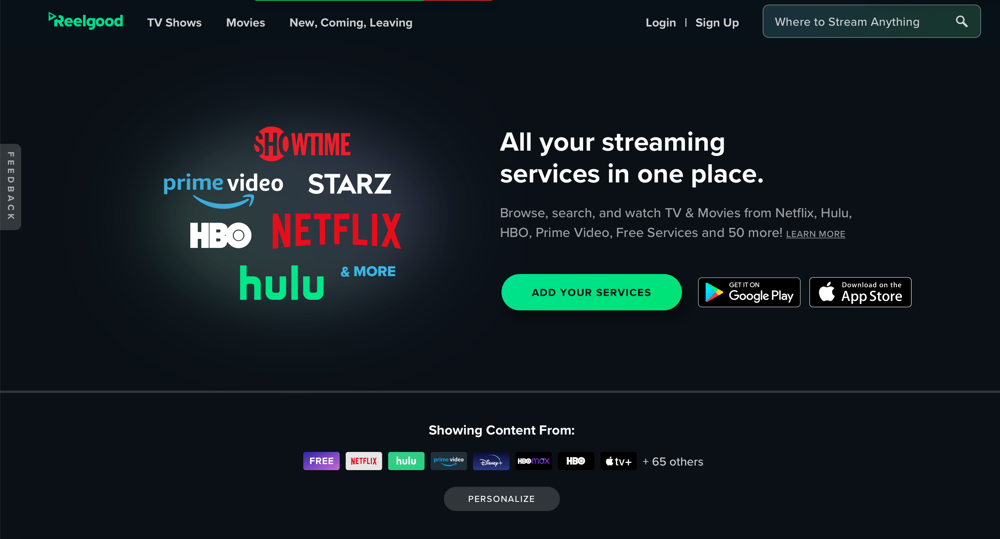 Reelgood
TV Shows
Movies
New, Coming, Leaving
Login | Sign Up
Where to Stream Anything
FEEDBACK
SHOWTIME
prime video
STARZ
HBO
NETFLIX
hulu
& MORE
All your streaming
services in one place.
Browse, search, and watch TV & Movies from Netflix, Hulu,
HBO, Prime Video, Free Services and 50 more! LEARN MORE
ADD YOUR SERVICES
GET IT ON
Google Play
Download on the
App Store
Showing Content From:
FREE
NETFLIX
hulu
prime video
Disney+
HBOmax
HBO
tv+
+ 65 others
PERSONALIZE